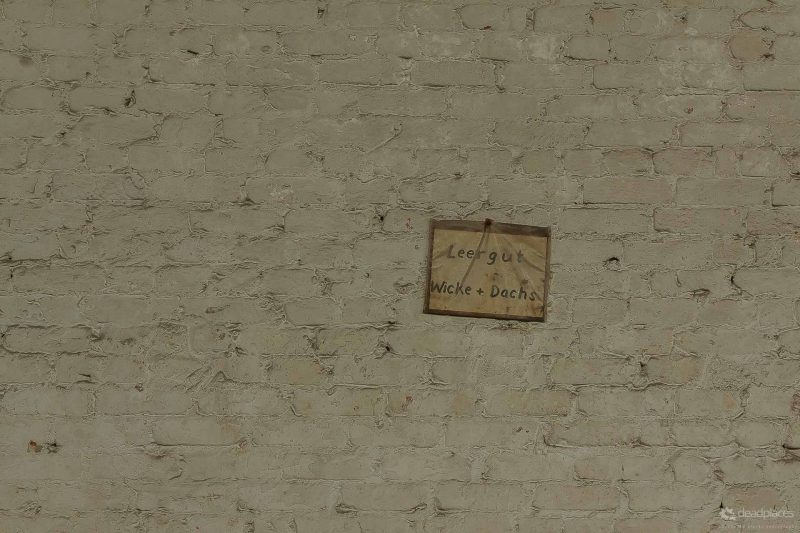 Leergut
Wicke + Dachs
deadplaces